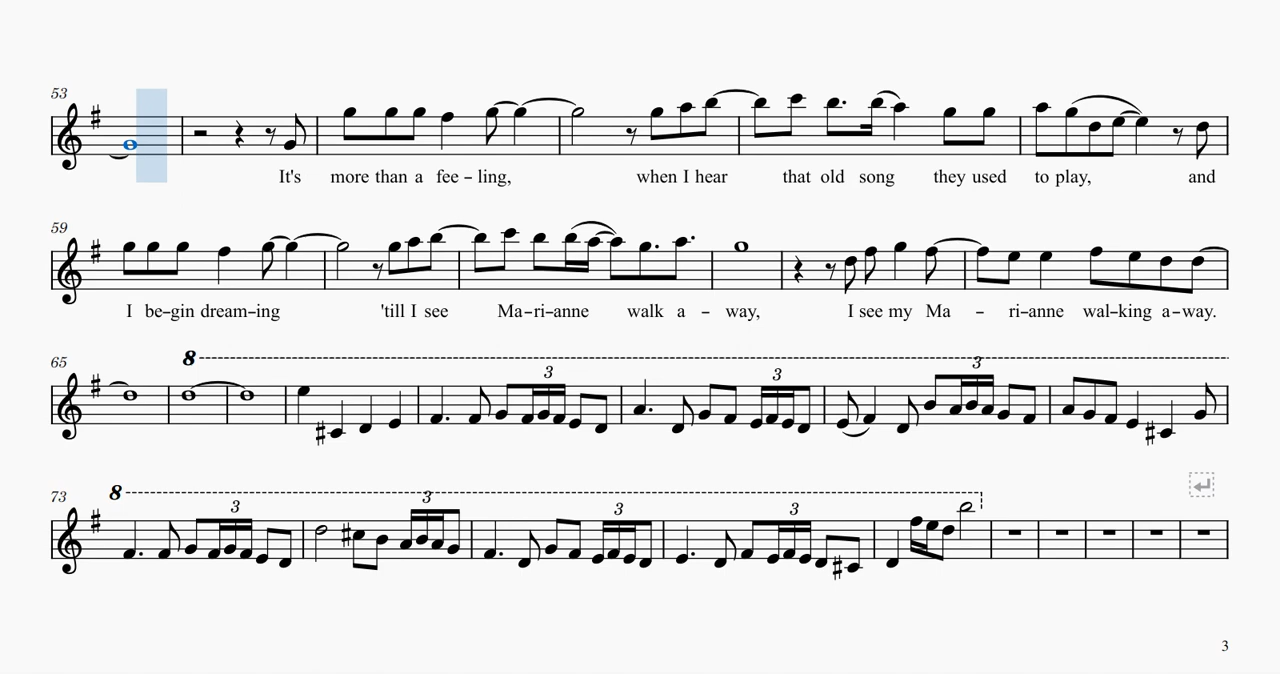 53
It's more than a fee – ling, when I hear that old song they used to play, and
59
I be–gin dream–ing 'till I see Ma–ri–anne walk a – way, I see my Ma – ri–anne wal–king a–way.
65
8
3 3 3
73
8
3 3 3 3
3